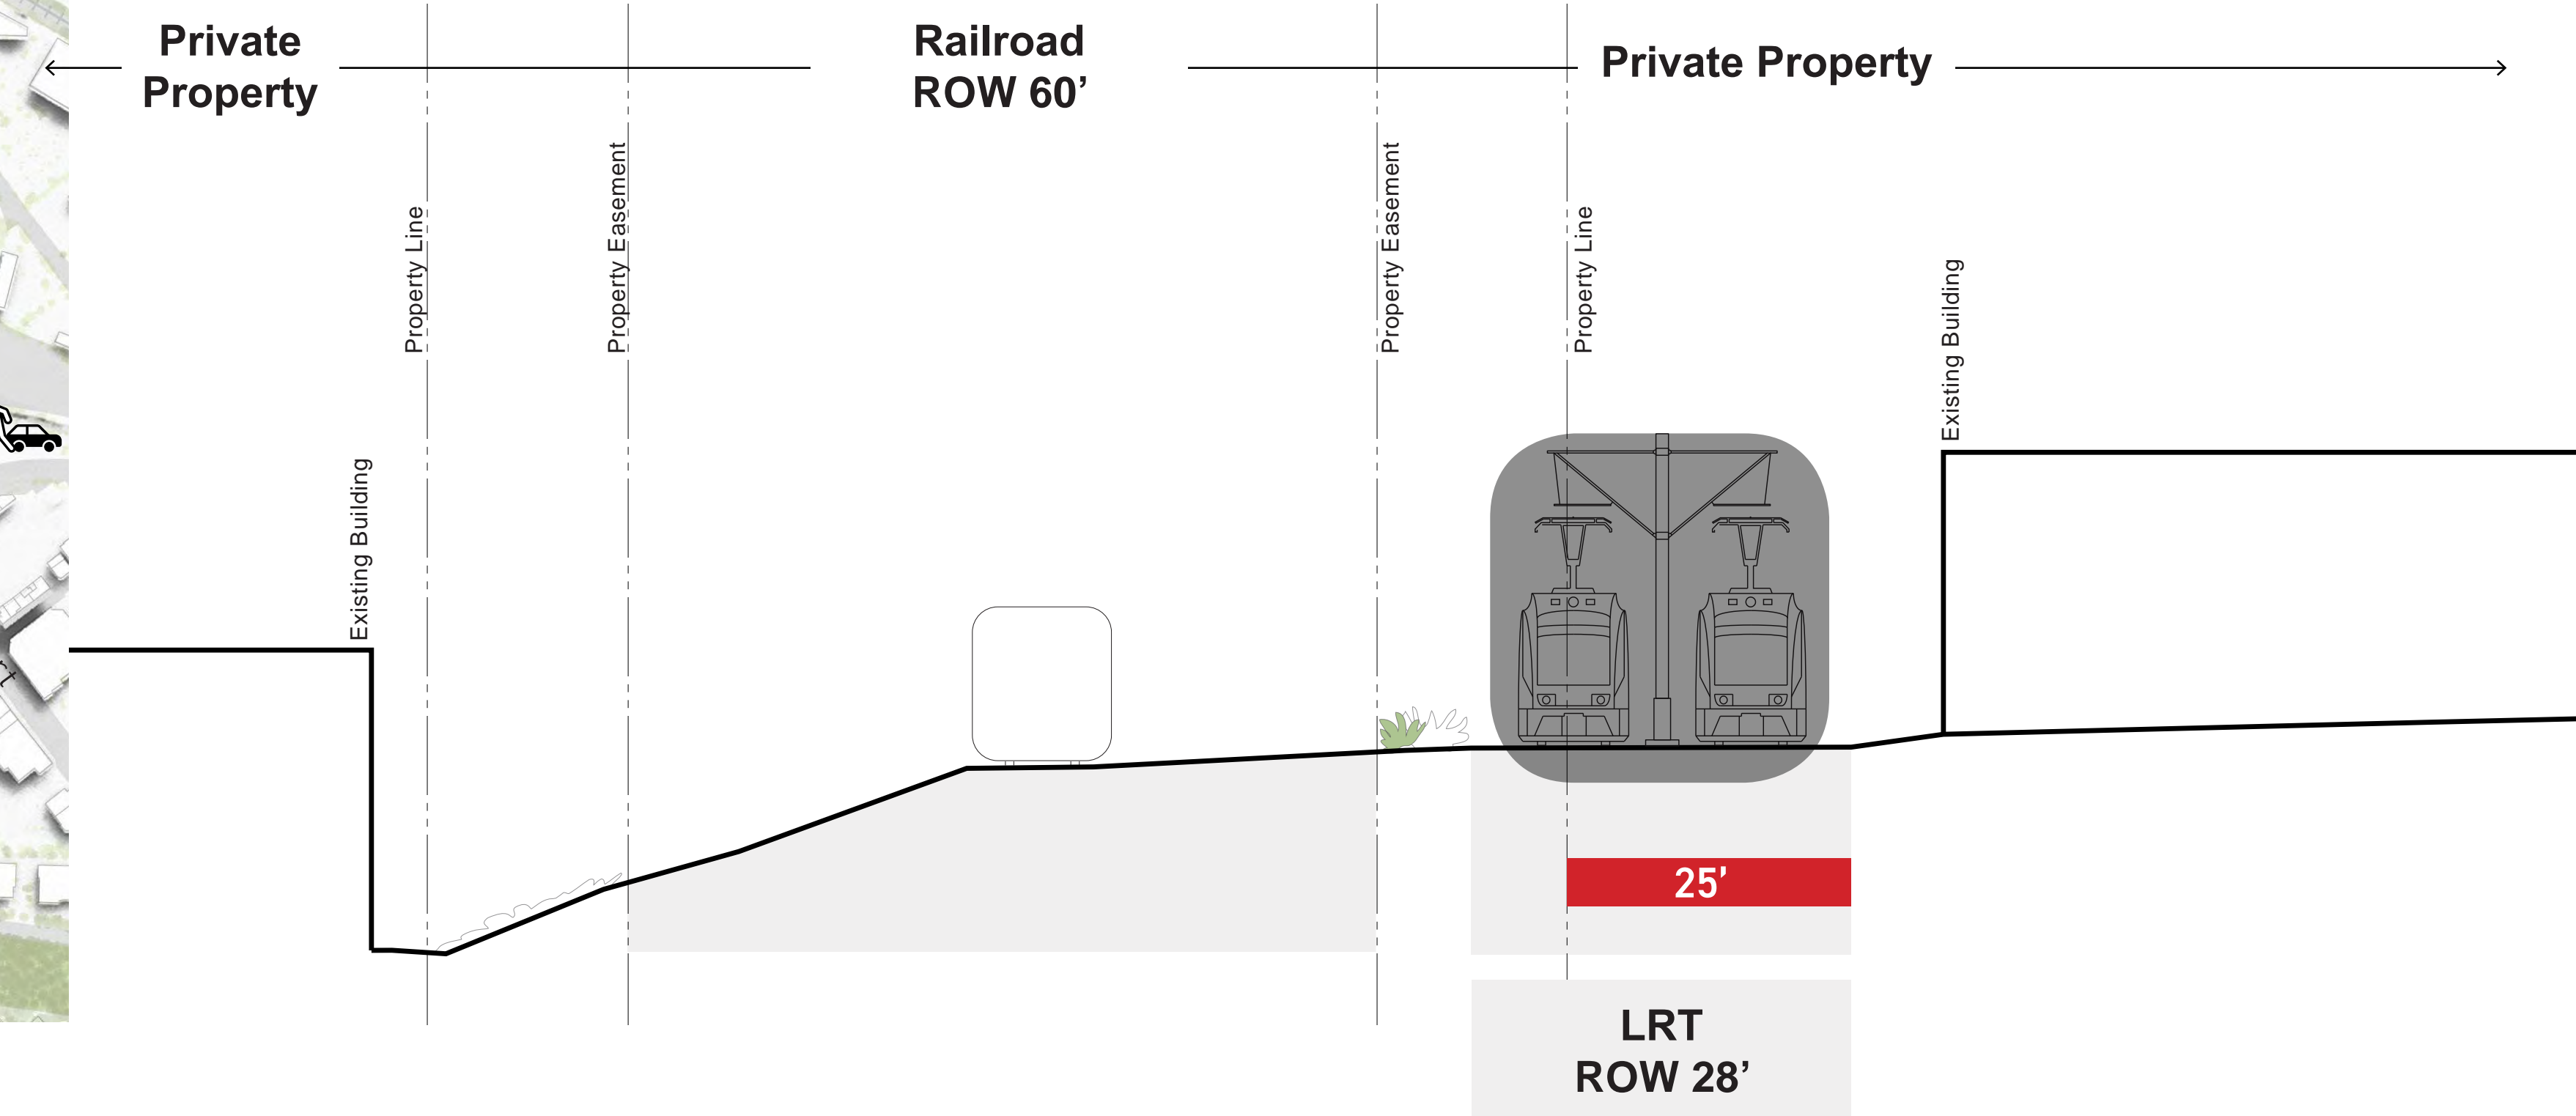 Private
Property
Railroad
ROW 60’
Private Property
Property Line
Property Easement
Property Easement
Property Line
Existing Building
Existing Building
25’
LRT
ROW 28’